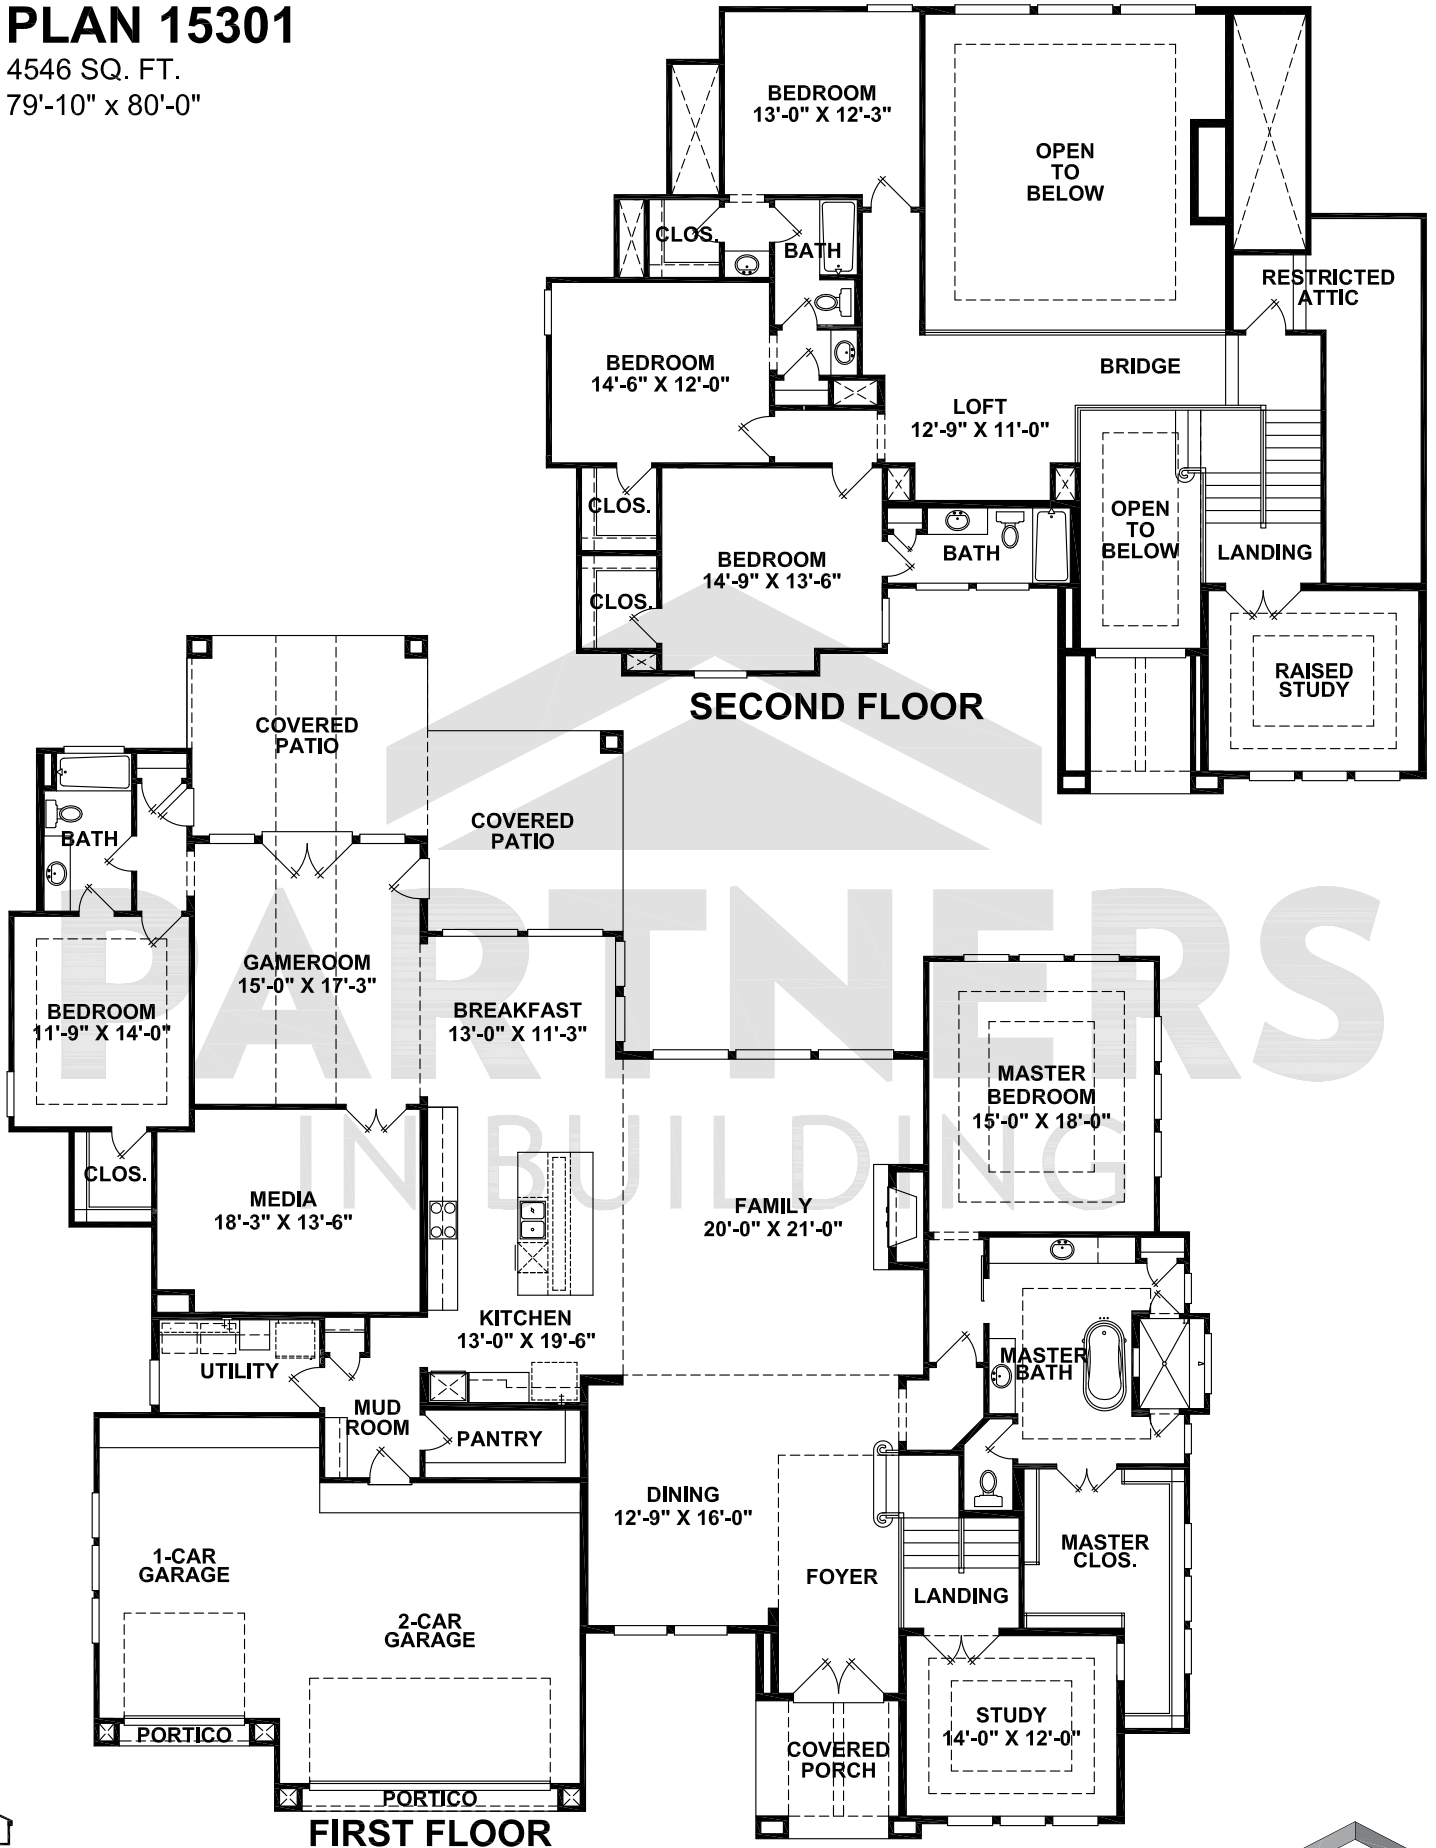 PLAN 15301
4546 SQ. FT.
79'-10" x 80'-0"
BEDROOM
13'-0" X 12'-3"
OPEN
TO
BELOW
CLOS.
BATH
RESTRICTED
ATTIC
BEDROOM
14'-6" X 12'-0"
BRIDGE
LOFT
12'-9" X 11'-0"
CLOS.
OPEN
TO
BELOW
BEDROOM
14'-9" X 13'-6"
BATH
LANDING
CLOS.
RAISED
STUDY
SECOND FLOOR
COVERED
PATIO
COVERED
PATIO
BATH
PARTNERS
IN BUILDING
GAMEROOM
15'-0" X 17'-3"
BEDROOM
11'-9" X 14'-0"
BREAKFAST
13'-0" X 11'-3"
MASTER
BEDROOM
15'-0" X 18'-0"
CLOS.
MEDIA
18'-3" X 13'-6"
FAMILY
20'-0" X 21'-0"
KITCHEN
13'-0" X 19'-6"
UTILITY
MASTER
BATH
MUD
ROOM
PANTRY
DINING
12'-9" X 16'-0"
1-CAR
GARAGE
MASTER
CLOS.
FOYER
LANDING
2-CAR
GARAGE
STUDY
14'-0" X 12'-0"
PORTICO
COVERED
PORCH
PORTICO
FIRST FLOOR